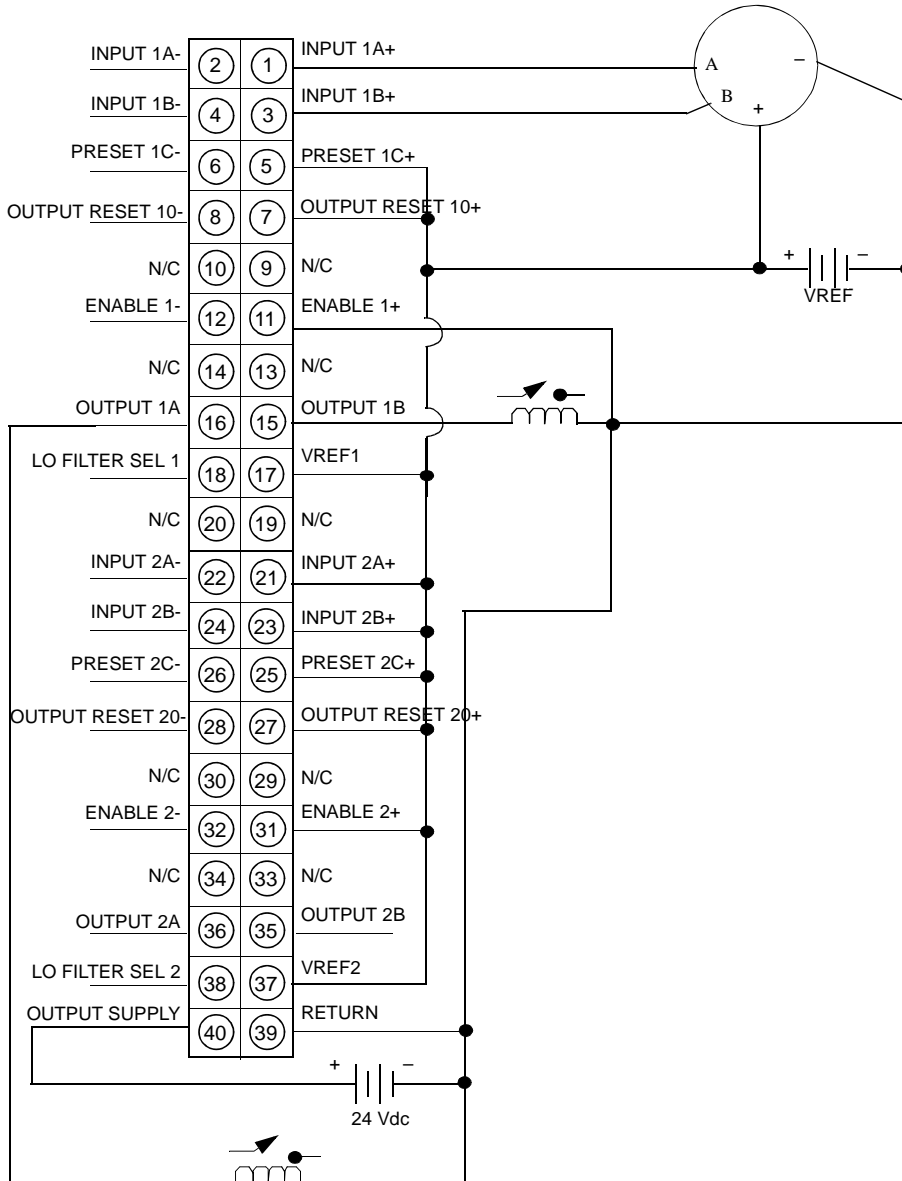 INPUT 1A- 2 1 INPUT 1A+ A –
INPUT 1B- 4 3 INPUT 1B+ B +
PRESET 1C- 6 5 PRESET 1C+
OUTPUT RESET 10- 8 7 OUTPUT RESET 10+
N/C 10 9 N/C + –
VREF
ENABLE 1- 12 11 ENABLE 1+
N/C 14 13 N/C
OUTPUT 1A 16 15 OUTPUT 1B
LO FILTER SEL 1 18 17 VREF1
N/C 20 19 N/C
INPUT 2A- 22 21 INPUT 2A+
INPUT 2B- 24 23 INPUT 2B+
PRESET 2C- 26 25 PRESET 2C+
OUTPUT RESET 20- 28 27 OUTPUT RESET 20+
N/C 30 29 N/C
ENABLE 2- 32 31 ENABLE 2+
N/C 34 33 N/C
OUTPUT 2A 36 35 OUTPUT 2B
LO FILTER SEL 2 38 37 VREF2
OUTPUT SUPPLY 40 39 RETURN
+ –
24 Vdc